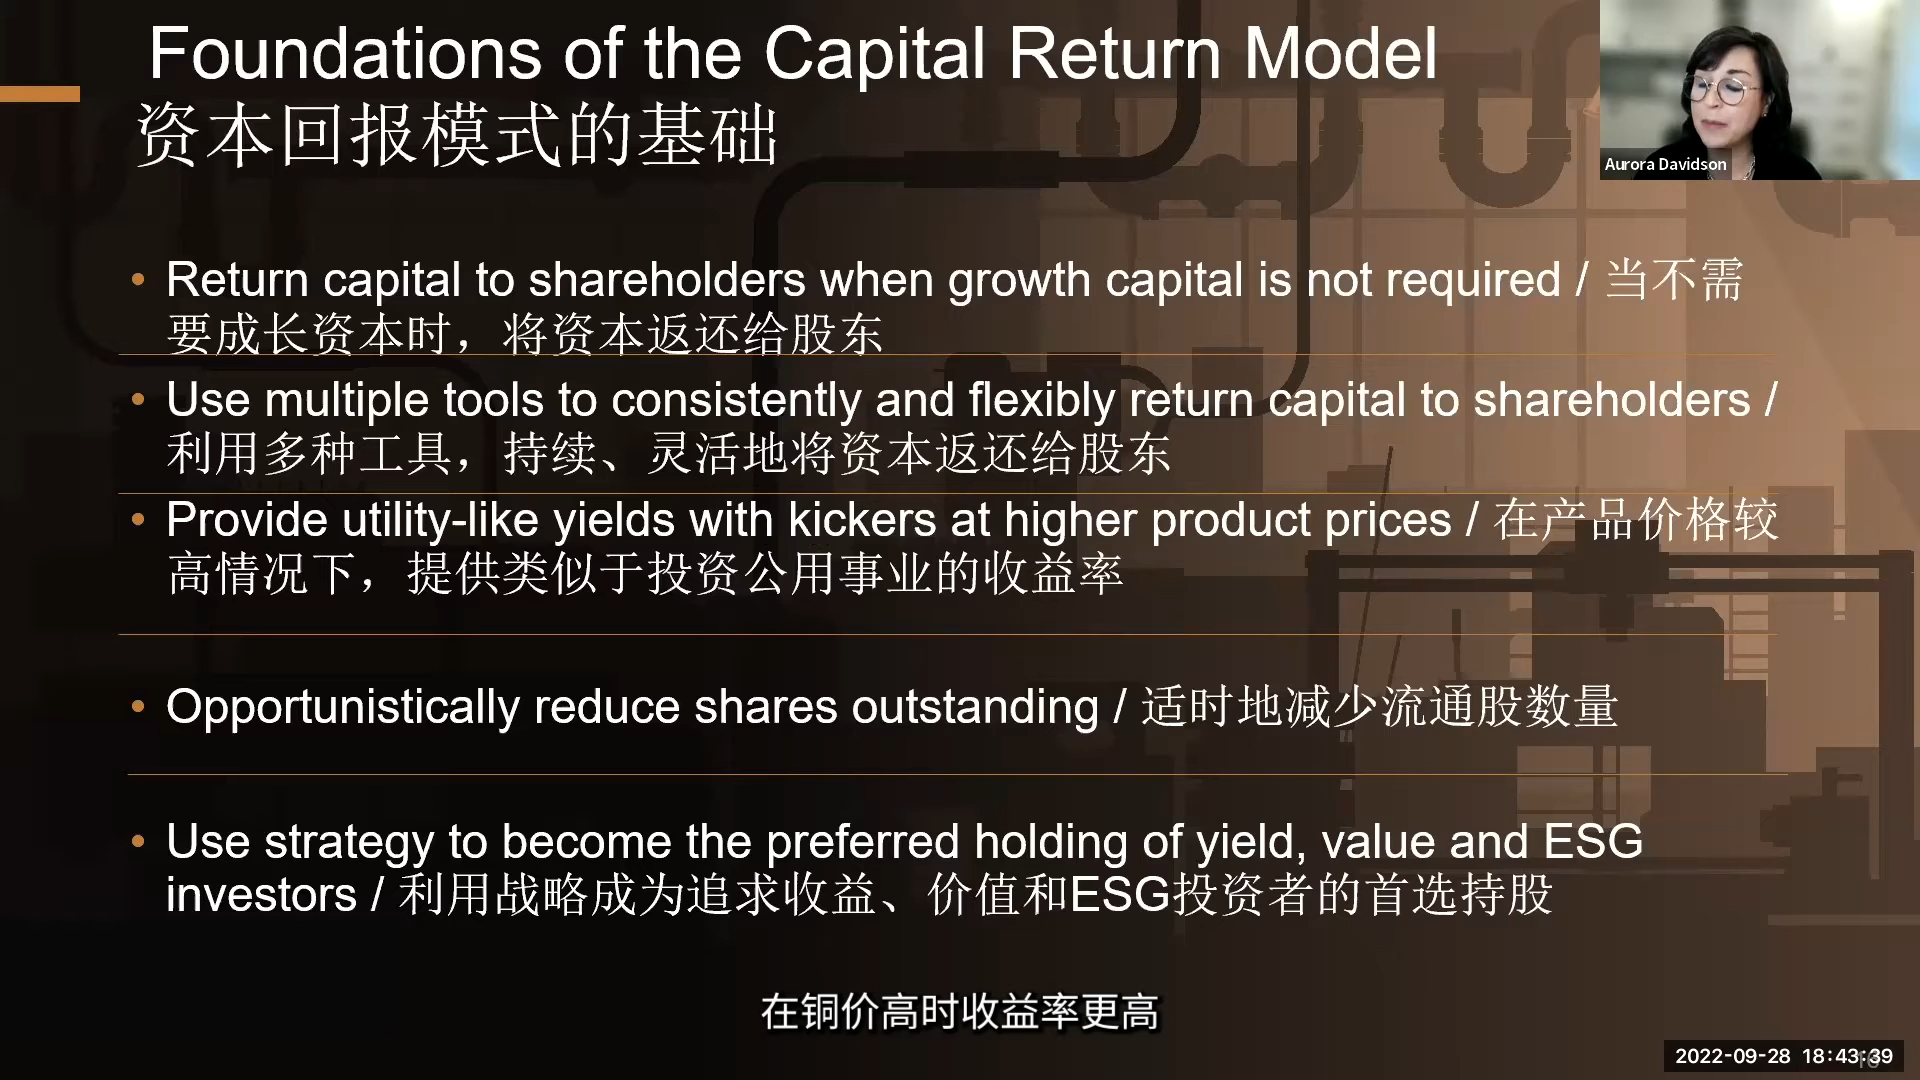 Foundations of the Capital Return Model
资本回报模式的基础
Aurora Davidson
• Return capital to shareholders when growth capital is not required / 当不需
要成长资本时，将资本返还给股东
• Use multiple tools to consistently and flexibly return capital to shareholders /
利用多种工具，持续、灵活地将资本返还给股东
• Provide utility-like yields with kickers at higher product prices / 在产品价格较
高情况下，提供类似于投资公用事业的收益率
• Opportunistically reduce shares outstanding / 适时地减少流通股数量
• Use strategy to become the preferred holding of yield, value and ESG
investors / 利用战略成为追求收益、价值和ESG投资者的首选持股
在铜价高时收益率更高
2022-09-28 18:43:39